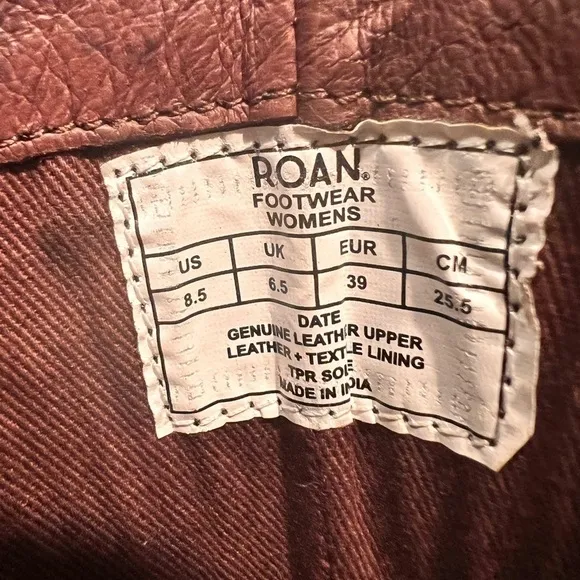 ROAN®
FOOTWEAR
WOMENS
US UK EUR CM
8.5 6.5 39 25.5
DATE
GENUINE LEATHER UPPER
LEATHER + TEXTILE LINING
TPR SOLE
MADE IN INDIA